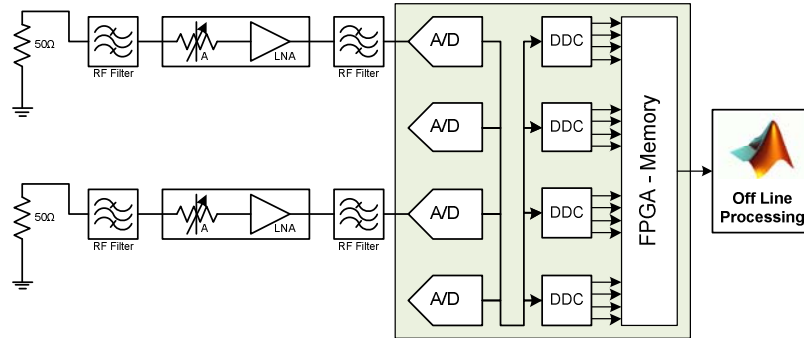 50Ω
RF Filter
A
LNA
RF Filter
A/D
DDC
A/D
DDC
FPGA - Memory
Off Line
Processing
50Ω
RF Filter
A
LNA
RF Filter
A/D
DDC
A/D
DDC